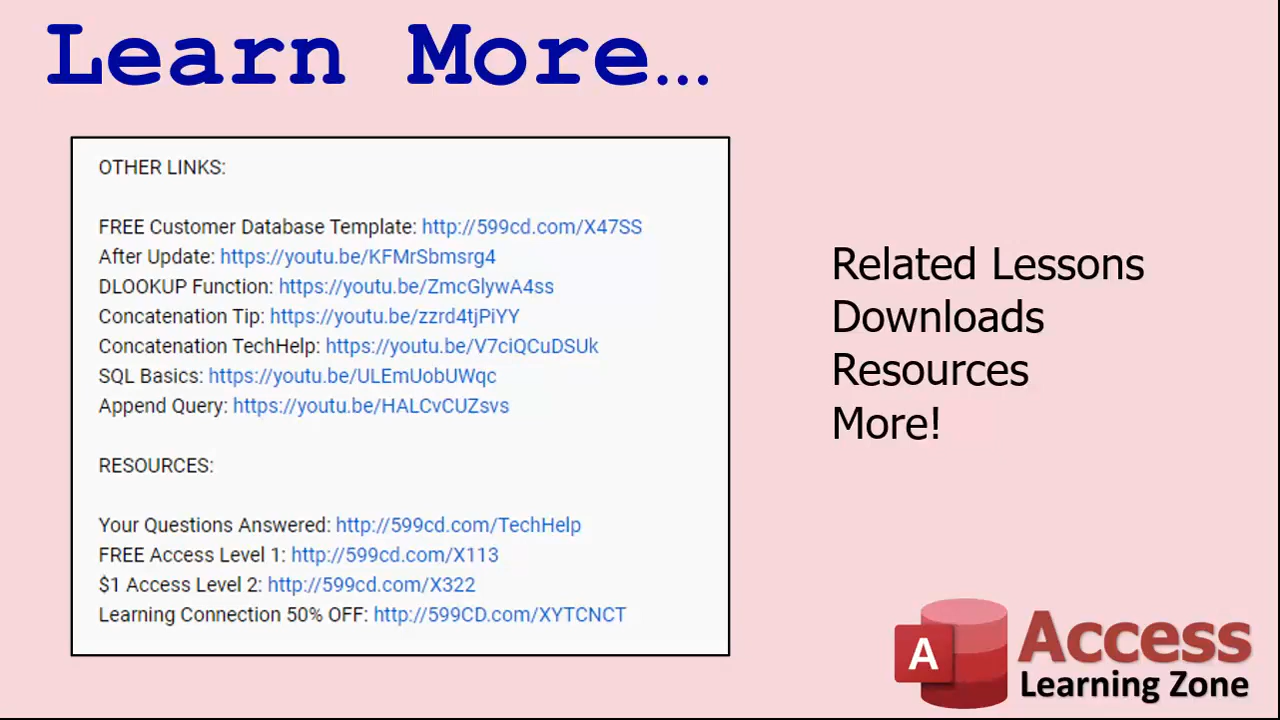 Learn More...
OTHER LINKS:
FREE Customer Database Template: http://599cd.com/X47SS
After Update: https://youtu.be/KFMrSbmsrg4
DLOOKUP Function: https://youtu.be/ZmcGlywA4ss
Concatenation Tip: https://youtu.be/zzrd4tjPiYY
Concatenation TechHelp: https://youtu.be/V7ciQCuDSUk
SQL Basics: https://youtu.be/ULEmUobUWqc
Append Query: https://youtu.be/HALCvCUZsvs
RESOURCES:
Your Questions Answered: http://599cd.com/TechHelp
FREE Access Level 1: http://599cd.com/X113
$1 Access Level 2: http://599cd.com/X322
Learning Connection 50% OFF: http://599CD.com/XYTCNCT
Related Lessons
Downloads
Resources
More!
A
Access
Learning Zone